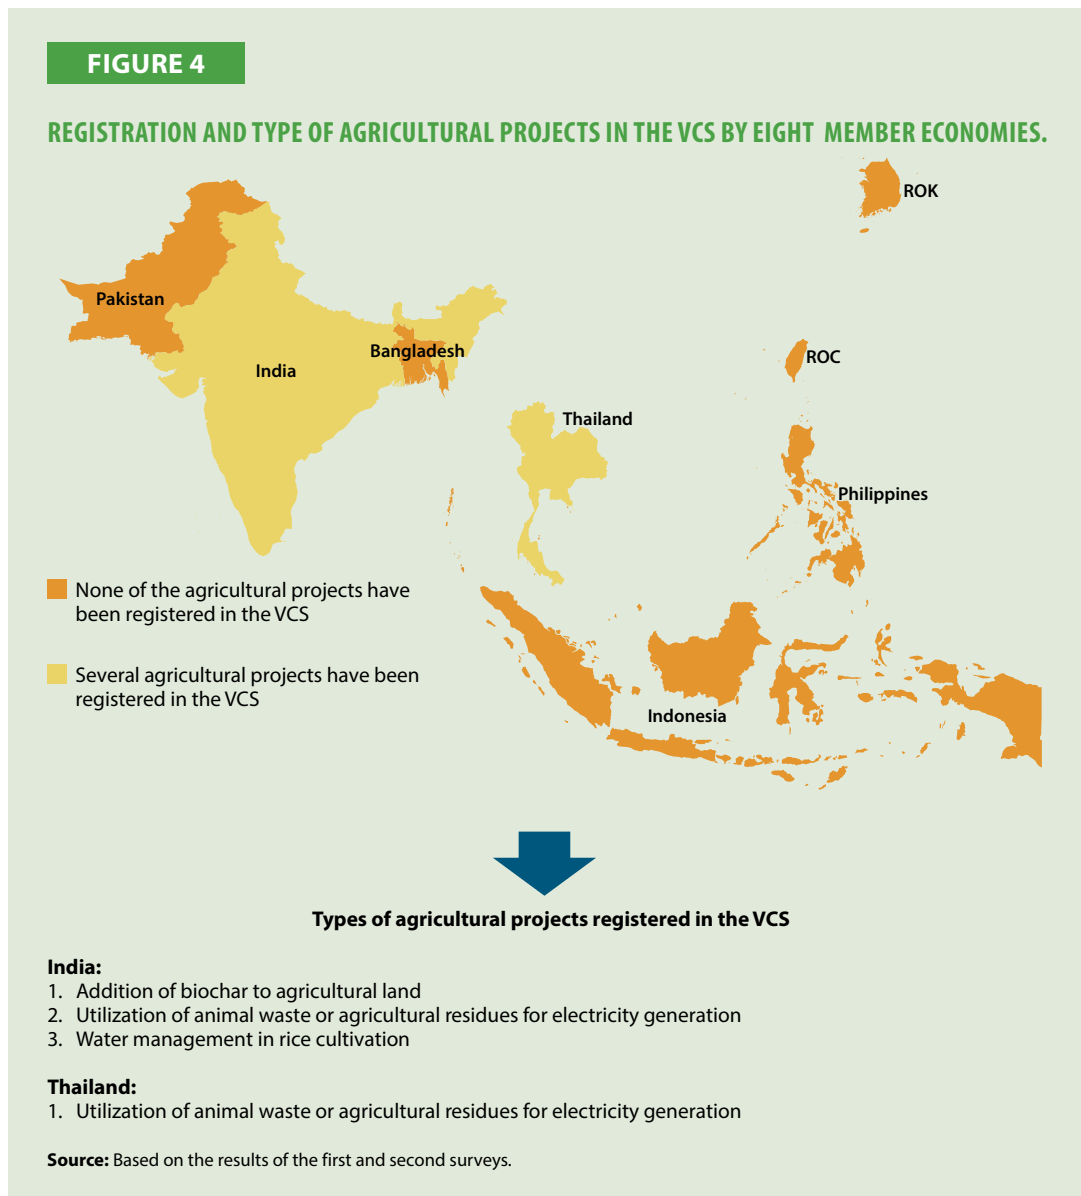 FIGURE 4
REGISTRATION AND TYPE OF AGRICULTURAL PROJECTS IN THE VCS BY EIGHT MEMBER ECONOMIES.
ROK
Pakistan
Bangladesh
India
ROC
Thailand
Philippines
Indonesia
None of the agricultural projects have
been registered in the VCS
Several agricultural projects have been
registered in the VCS
Types of agricultural projects registered in the VCS
India:
1. Addition of biochar to agricultural land
2. Utilization of animal waste or agricultural residues for electricity generation
3. Water management in rice cultivation
Thailand:
1. Utilization of animal waste or agricultural residues for electricity generation
Source: Based on the results of the first and second surveys.